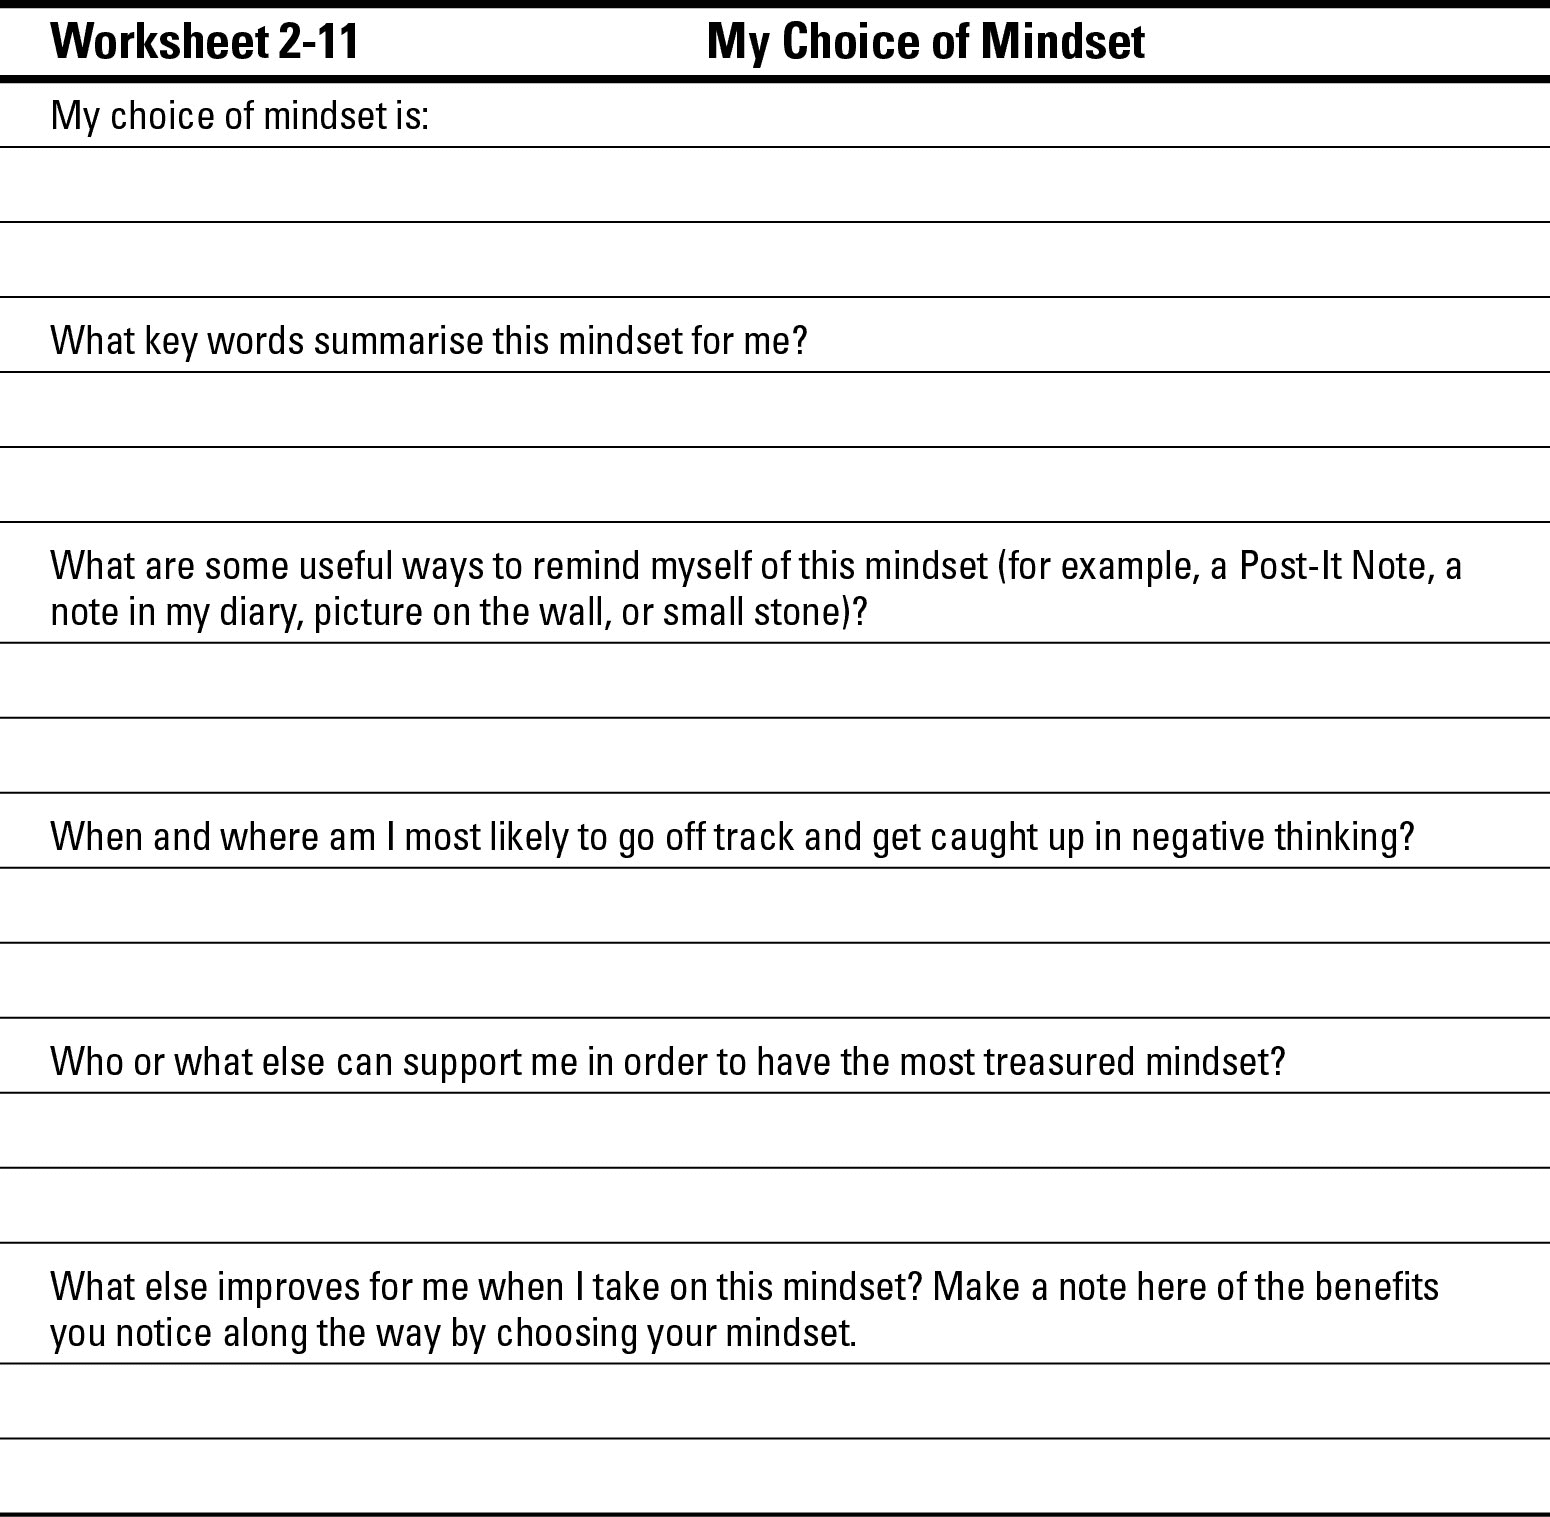 Worksheet 2-11 My Choice of Mindset
My choice of mindset is:
What key words summarise this mindset for me?
What are some useful ways to remind myself of this mindset (for example, a Post-It Note, a
note in my diary, picture on the wall, or small stone)?
When and where am I most likely to go off track and get caught up in negative thinking?
Who or what else can support me in order to have the most treasured mindset?
What else improves for me when I take on this mindset? Make a note here of the benefits
you notice along the way by choosing your mindset.